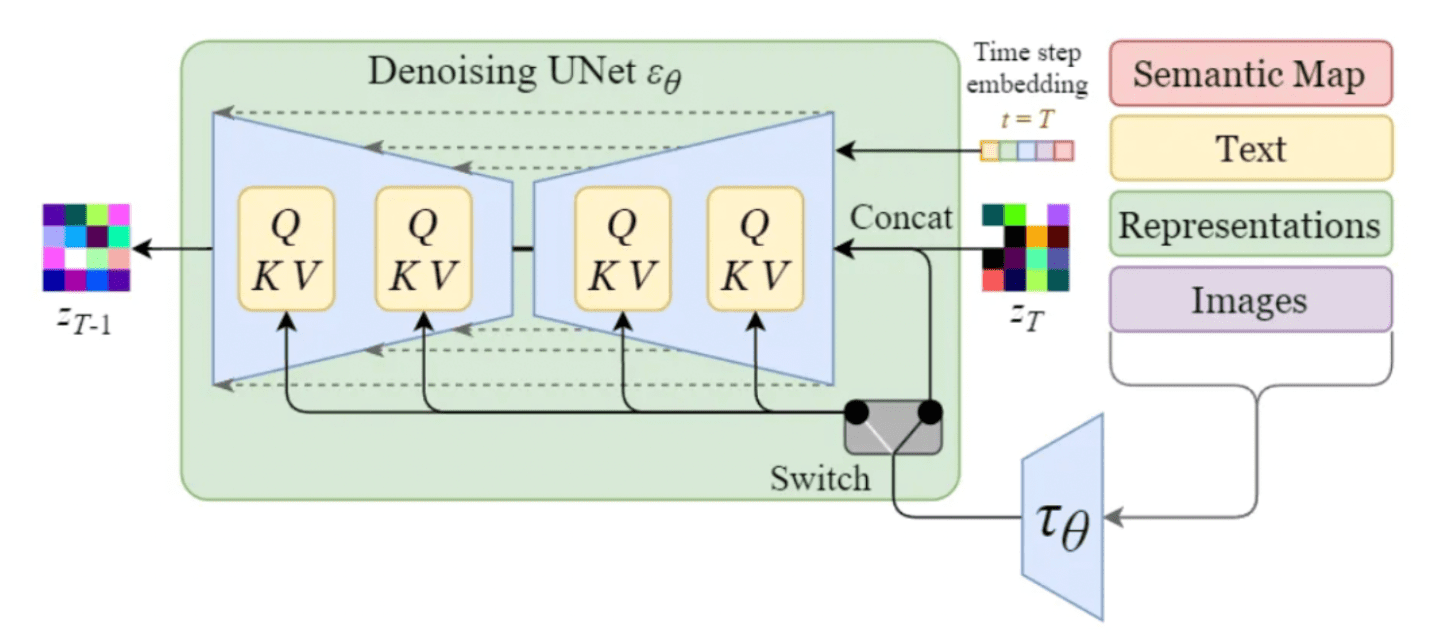 Denoising UNet εθ
Time step
embedding
t = T
Semantic Map
Text
Representations
Images
Concat
Q
K V
Q
K V
Q
K V
Q
K V
zT-1
zT
Switch
τθ